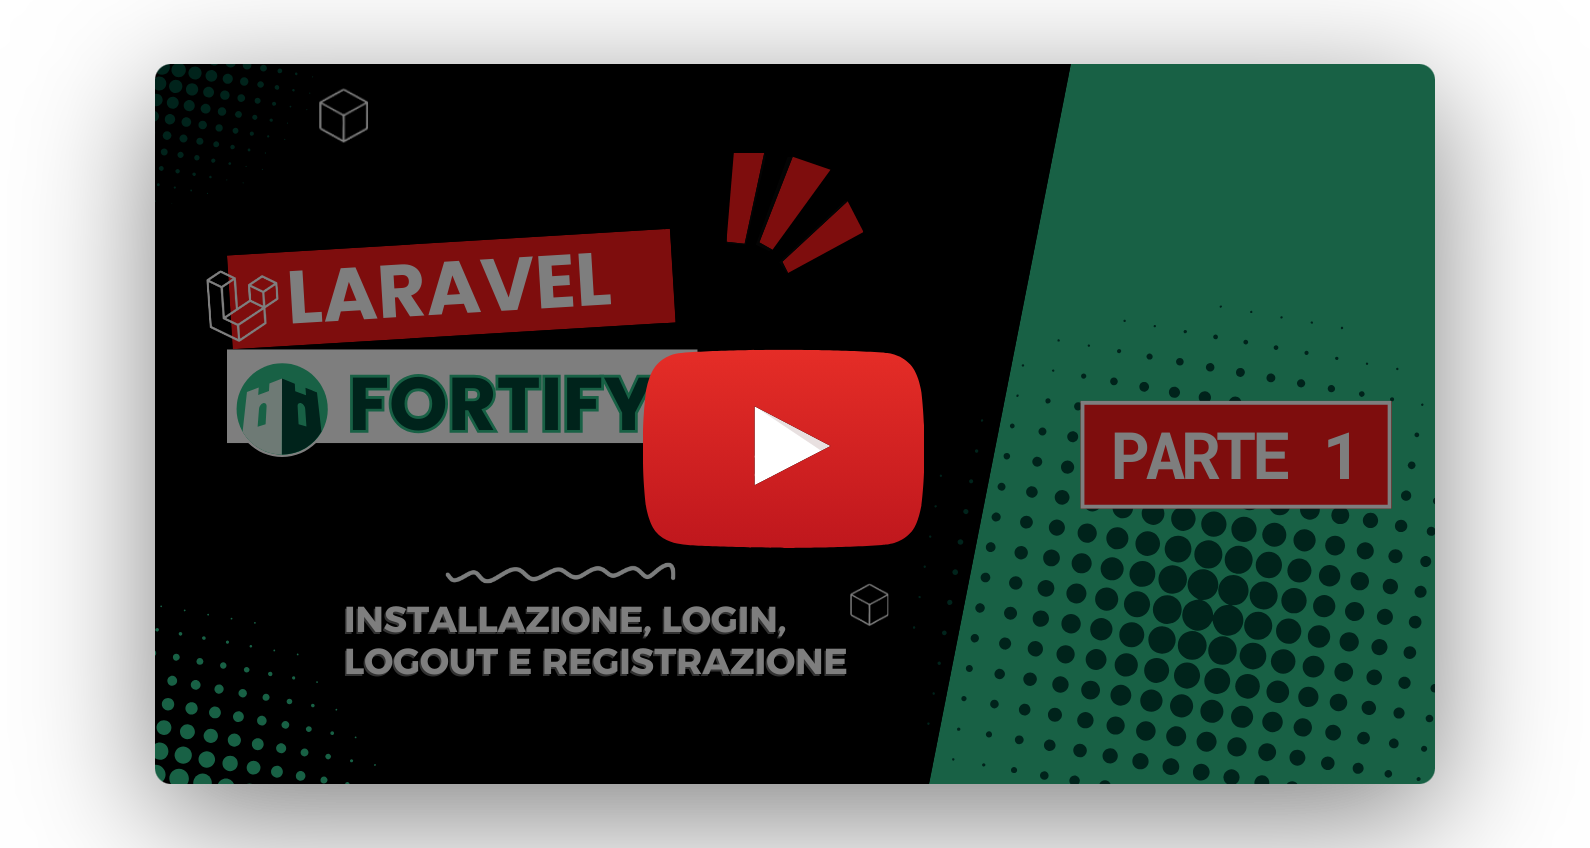 LARAVEL
FORTIFY
PARTE 1
INSTALLAZIONE, LOGIN,
LOGOUT E REGISTRAZIONE